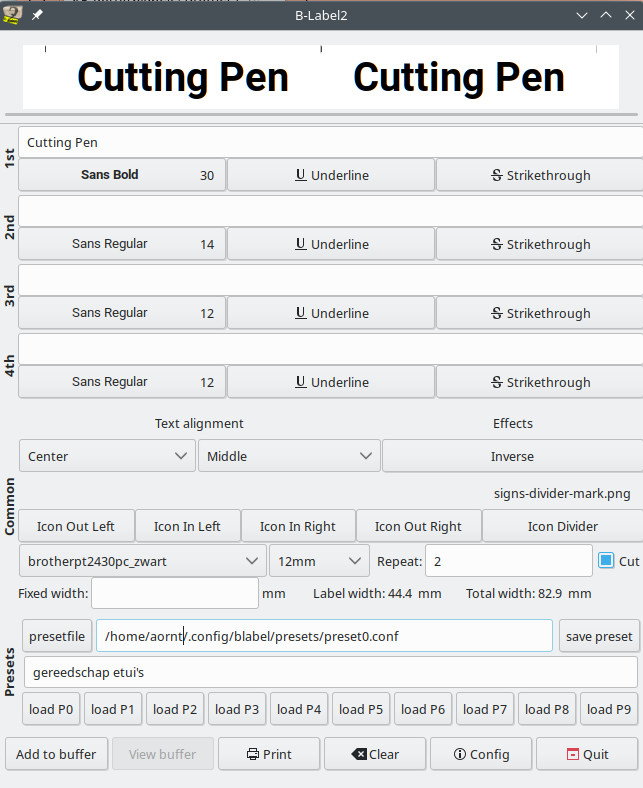 B-Label2
Cutting Pen Cutting Pen
1st
Cutting Pen
Sans Bold 30 U Underline S Strikethrough
2nd
Sans Regular 14 U Underline S Strikethrough
3rd
Sans Regular 12 U Underline S Strikethrough
4th
Sans Regular 12 U Underline S Strikethrough
Text alignment Effects
Center Middle Inverse
Common
signs-divider-mark.png
Icon Out Left Icon In Left Icon In Right Icon Out Right Icon Divider
brotherpt2430pc_zwart 12mm Repeat: 2 Cut
Fixed width: mm Label width: 44.4 mm Total width: 82.9 mm
Presets
presetfile /home/aornt/.config/blabel/presets/preset0.conf save preset
gereedschap etui's
load P0 load P1 load P2 load P3 load P4 load P5 load P6 load P7 load P8 load P9
Add to buffer View buffer Print Clear Config Quit